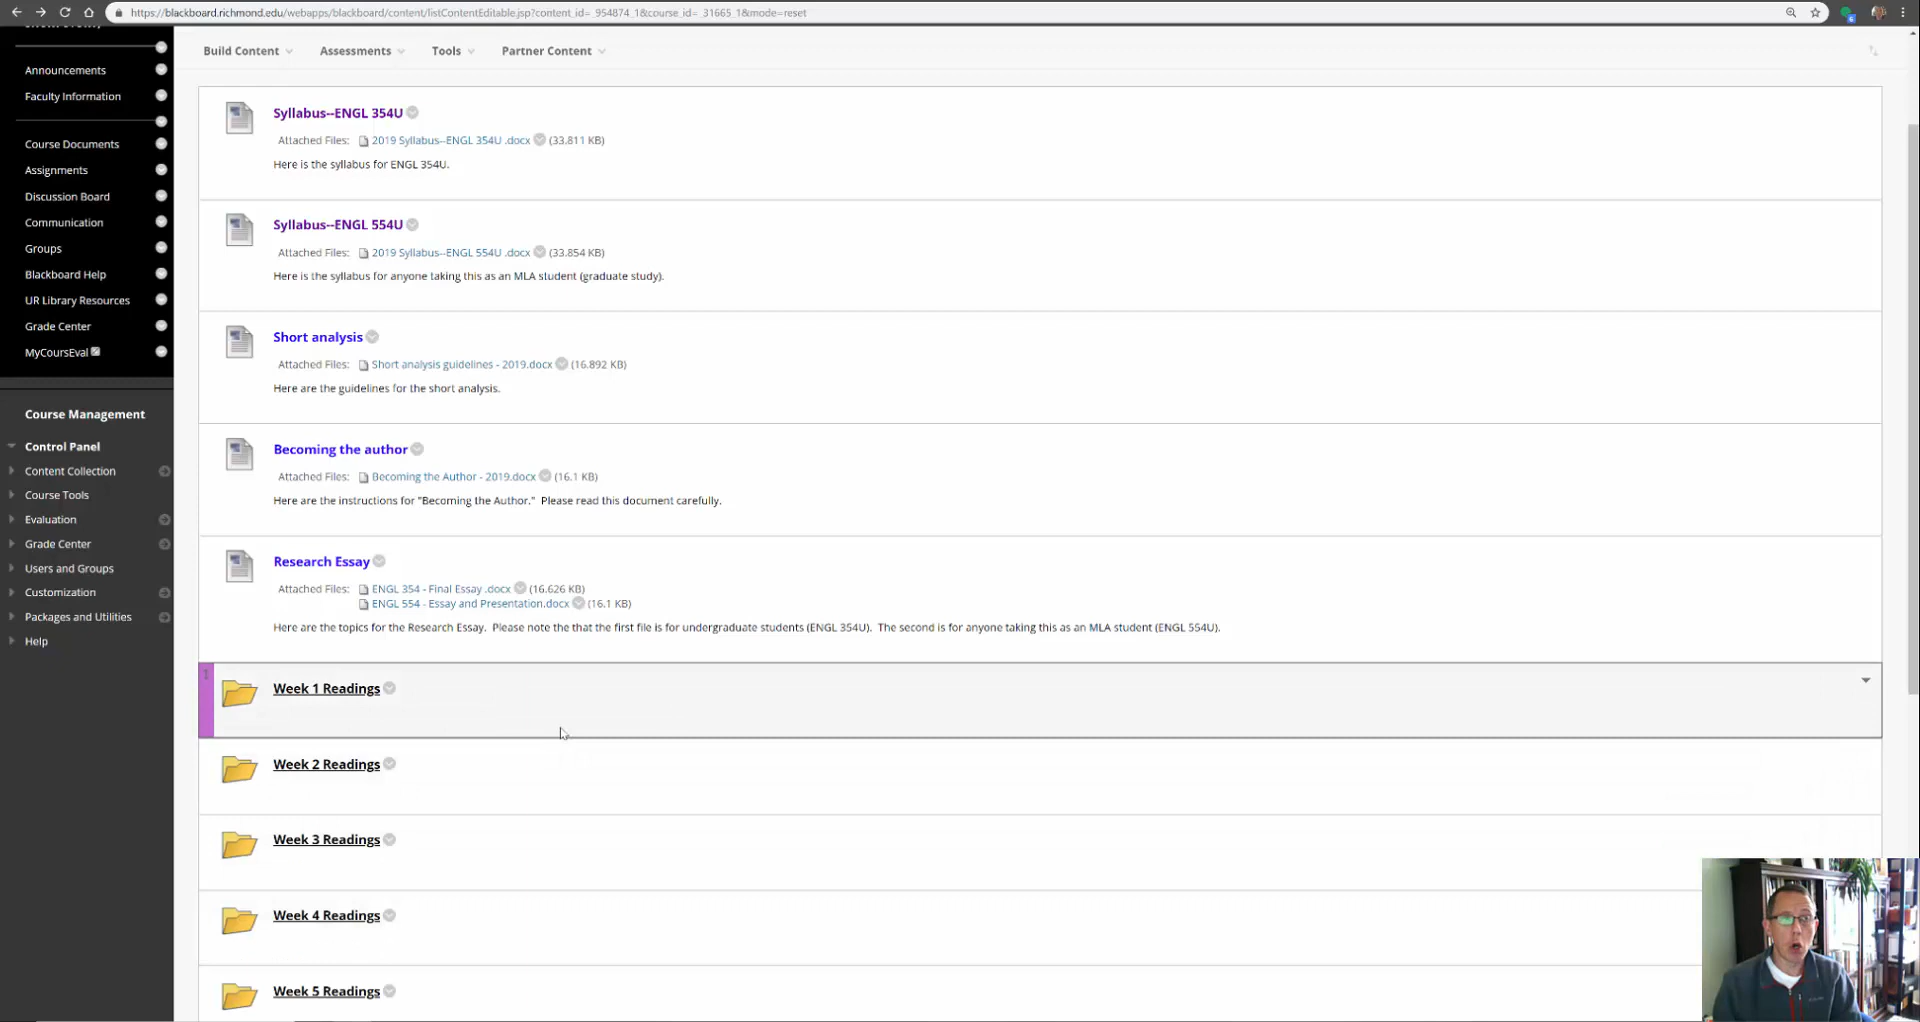 https://blackboard.richmond.edu/webapps/blackboard/content/listContentEditable.jsp?content_id=_954874_1&course_id=_31665_1&mode=reset
Build Content
Assessments
Tools
Partner Content
Announcements
Faculty Information
Course Documents
Assignments
Discussion Board
Communication
Groups
Blackboard Help
UR Library Resources
Grade Center
MyCoursEval
Course Management
Control Panel
Content Collection
Course Tools
Evaluation
Grade Center
Users and Groups
Customization
Packages and Utilities
Help
Syllabus--ENGL 354U
Attached Files: 2019 Syllabus--ENGL 354U .docx (33.811 KB)
Here is the syllabus for ENGL 354U.
Syllabus--ENGL 554U
Attached Files: 2019 Syllabus--ENGL 554U .docx (33.854 KB)
Here is the syllabus for anyone taking this as an MLA student (graduate study).
Short analysis
Attached Files: Short analysis guidelines - 2019.docx (16.892 KB)
Here are the guidelines for the short analysis.
Becoming the author
Attached Files: Becoming the Author - 2019.docx (16.1 KB)
Here are the instructions for "Becoming the Author." Please read this document carefully.
Research Essay
Attached Files: ENGL 354 - Final Essay .docx (16.626 KB)
ENGL 554 - Essay and Presentation.docx (16.1 KB)
Here are the topics for the Research Essay. Please note the that the first file is for undergraduate students (ENGL 354U). The second is for anyone taking this as an MLA student (ENGL 554U).
Week 1 Readings
Week 2 Readings
Week 3 Readings
Week 4 Readings
Week 5 Readings